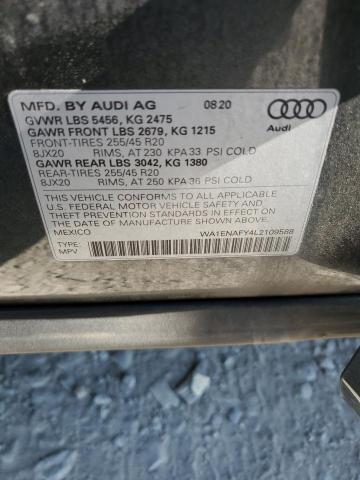 MFD. BY AUDI AG 08 20
GVWR LBS 5456, KG 2475
GAWR FRONT LBS 2679, KG 1215
FRONT-TIRES 255/45 R20
8JX20 RIMS, AT 230 KPA 33 PSI COLD
GAWR REAR LBS 3042, KG 1380
REAR-TIRES 255/45 R20
8JX20 RIMS, AT 250 KPA 36 PSI COLD
Audi
THIS VEHICLE CONFORMS TO ALL APPLICABLE
U.S. FEDERAL MOTOR VEHICLE SAFETY AND
THEFT PREVENTION STANDARDS IN EFFECT ON
THE DATE OF MANUFACTURE SHOWN ABOVE.
TYPE: WA1ENAFY4L2109588
MPV
MEXICO